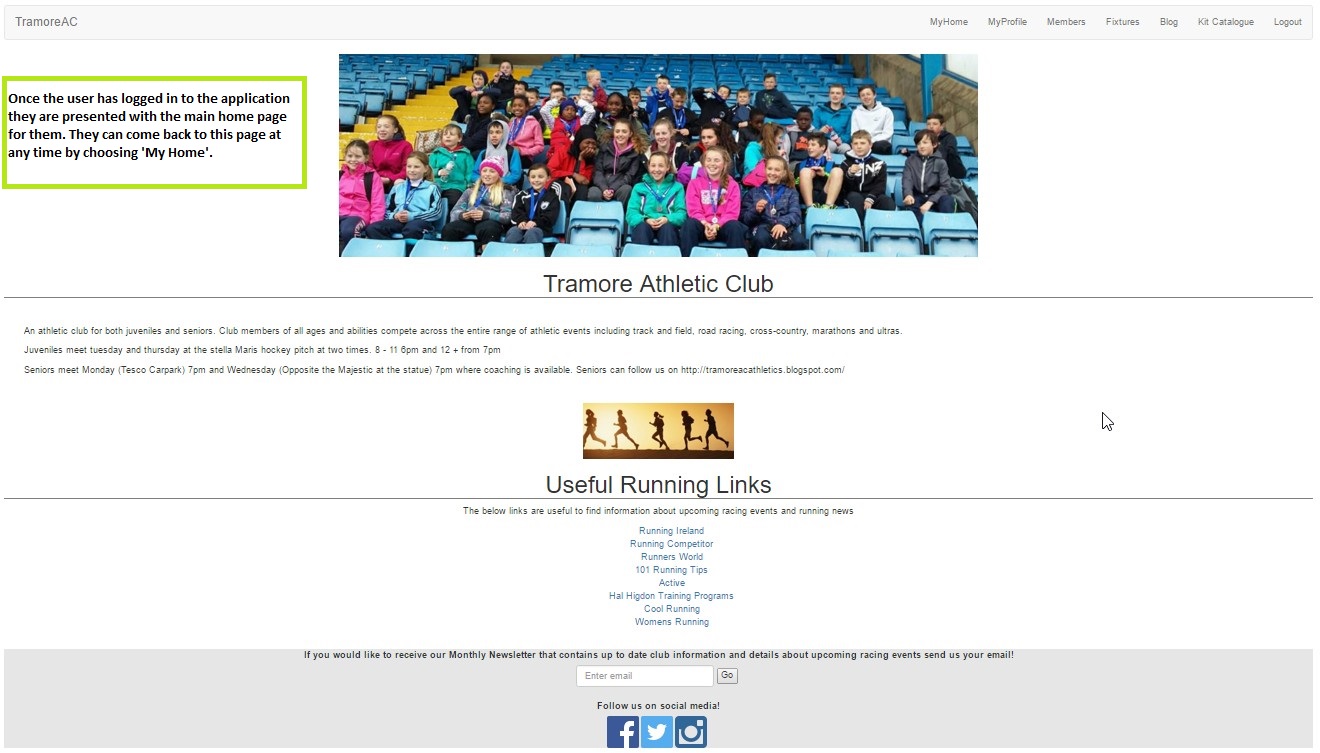 TramoreAC MyHome MyProfile Members Fixtures Blog Kit Catalogue Logout
Once the user has logged in to the application
they are presented with the main home page
for them. They can come back to this page at
any time by choosing 'My Home'.
Tramore Athletic Club
An athletic club for both juveniles and seniors. Club members of all ages and abilities compete across the entire range of athletic events including track and field, road racing, cross-country, marathons and ultras.
Juveniles meet tuesday and thursday at the stella Maris hockey pitch at two times. 8 - 11 6pm and 12 + from 7pm
Seniors meet Monday (Tesco Carpark) 7pm and Wednesday (Opposite the Majestic at the statue) 7pm where coaching is available. Seniors can follow us on http://tramoreacathletics.blogspot.com/
Useful Running Links
The below links are useful to find information about upcoming racing events and running news
Running Ireland
Running Competitor
Runners World
101 Running Tips
Active
Hal Higdon Training Programs
Cool Running
Womens Running
If you would like to receive our Monthly Newsletter that contains up to date club information and details about upcoming racing events send us your email!
Enter email Go
Follow us on social media!